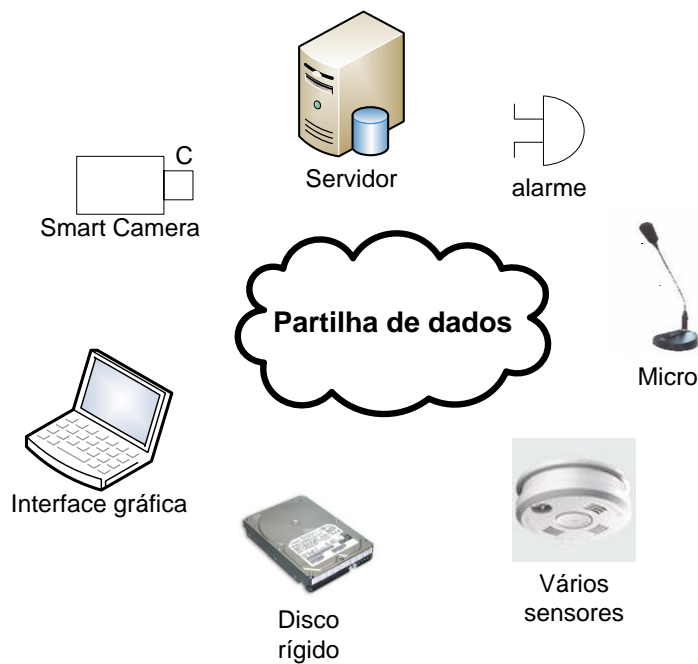 Servidor
alarme
C
Smart Camera
Partilha de dados
Micro
Interface gráfica
Vários
sensores
Disco
rígido